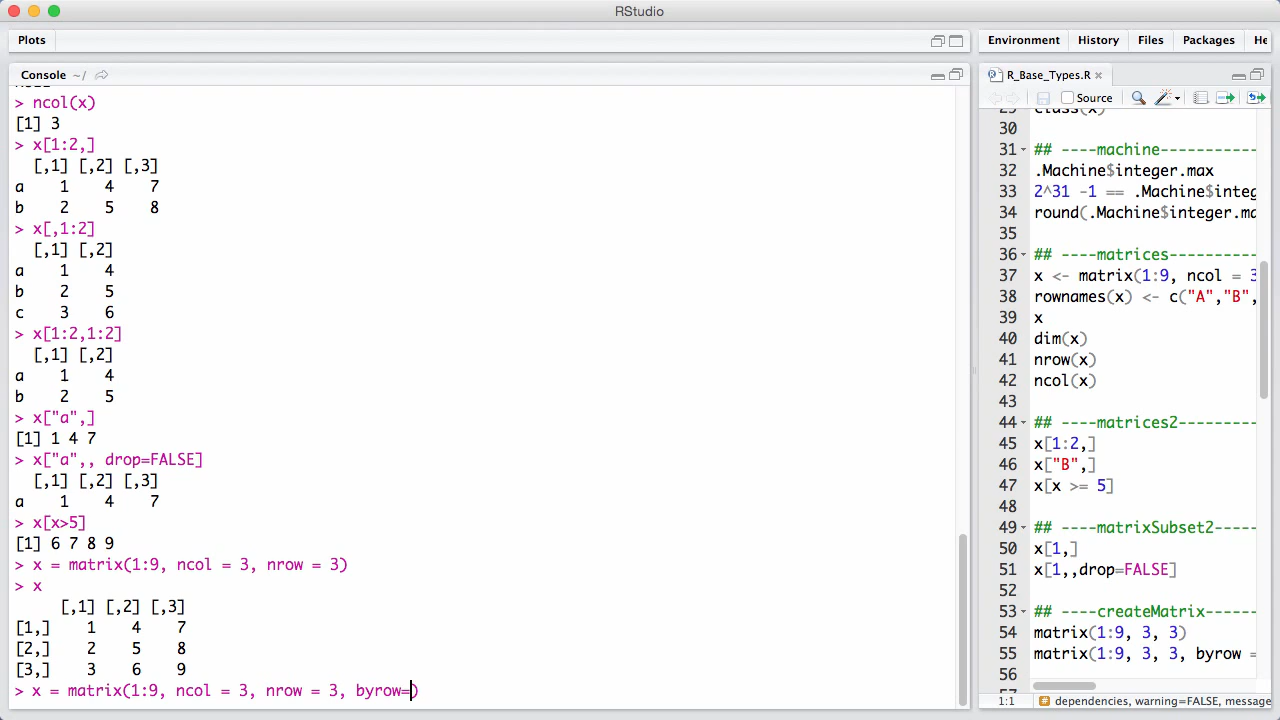 RStudio
Plots
Console ~/
> ncol(x)
[1] 3
> x[1:2,]
[,1] [,2] [,3]
a 1 4 7
b 2 5 8
> x[,1:2]
[,1] [,2]
a 1 4
b 2 5
c 3 6
> x[1:2,1:2]
[,1] [,2]
a 1 4
b 2 5
> x["a",]
[1] 1 4 7
> x["a",, drop=FALSE]
[,1] [,2] [,3]
a 1 4 7
> x[x>5]
[1] 6 7 8 9
> x = matrix(1:9, ncol = 3, nrow = 3)
> x
[,1] [,2] [,3]
[1,] 1 4 7
[2,] 2 5 8
[3,] 3 6 9
> x = matrix(1:9, ncol = 3, nrow = 3, byrow=)
Environment History Files Packages He
R_Base_Types.R
Source
29 class(x)
30
31 ## ----machine-----------
32 .Machine$integer.max
33 2^31 -1 == .Machine$integ
34 round(.Machine$integer.ma
35
36 ## ----matrices----------
37 x <- matrix(1:9, ncol = 3
38 rownames(x) <- c("A","B",
39 x
40 dim(x)
41 nrow(x)
42 ncol(x)
43
44 ## ----matrices2---------
45 x[1:2,]
46 x["B",]
47 x[x >= 5]
48
49 ## ----matrixSubset2-----
50 x[1,]
51 x[1,,drop=FALSE]
52
53 ## ----createMatrix------
54 matrix(1:9, 3, 3)
55 matrix(1:9, 3, 3, byrow =
56
57
1:1 dependencies, warning=FALSE, message